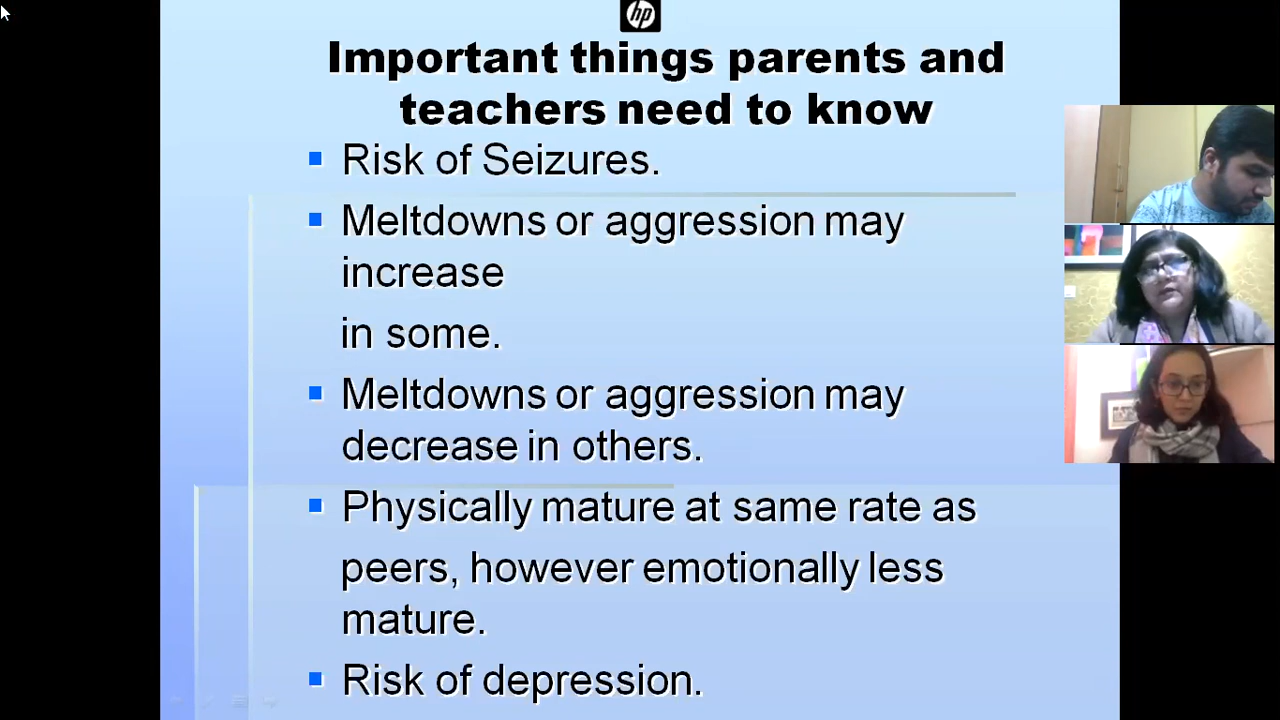 hp
Important things parents and
teachers need to know
Risk of Seizures.
Meltdowns or aggression may
increase
in some.
Meltdowns or aggression may
decrease in others.
Physically mature at same rate as
peers, however emotionally less
mature.
Risk of depression.